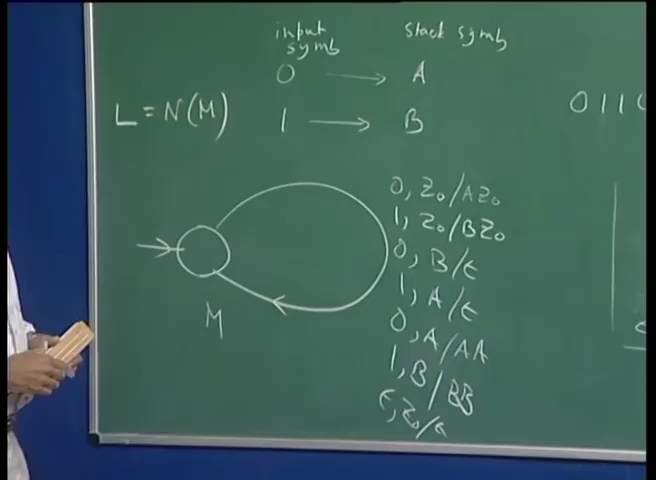 input symb
stack symb
0 → A
L = N(M)
1 → B
0110
0, Z₀/AZ₀
1, Z₀/BZ₀
0, B/ϵ
1, A/ϵ
0, A/AA
1, B/BB
ϵ, Z₀/ϵ
M